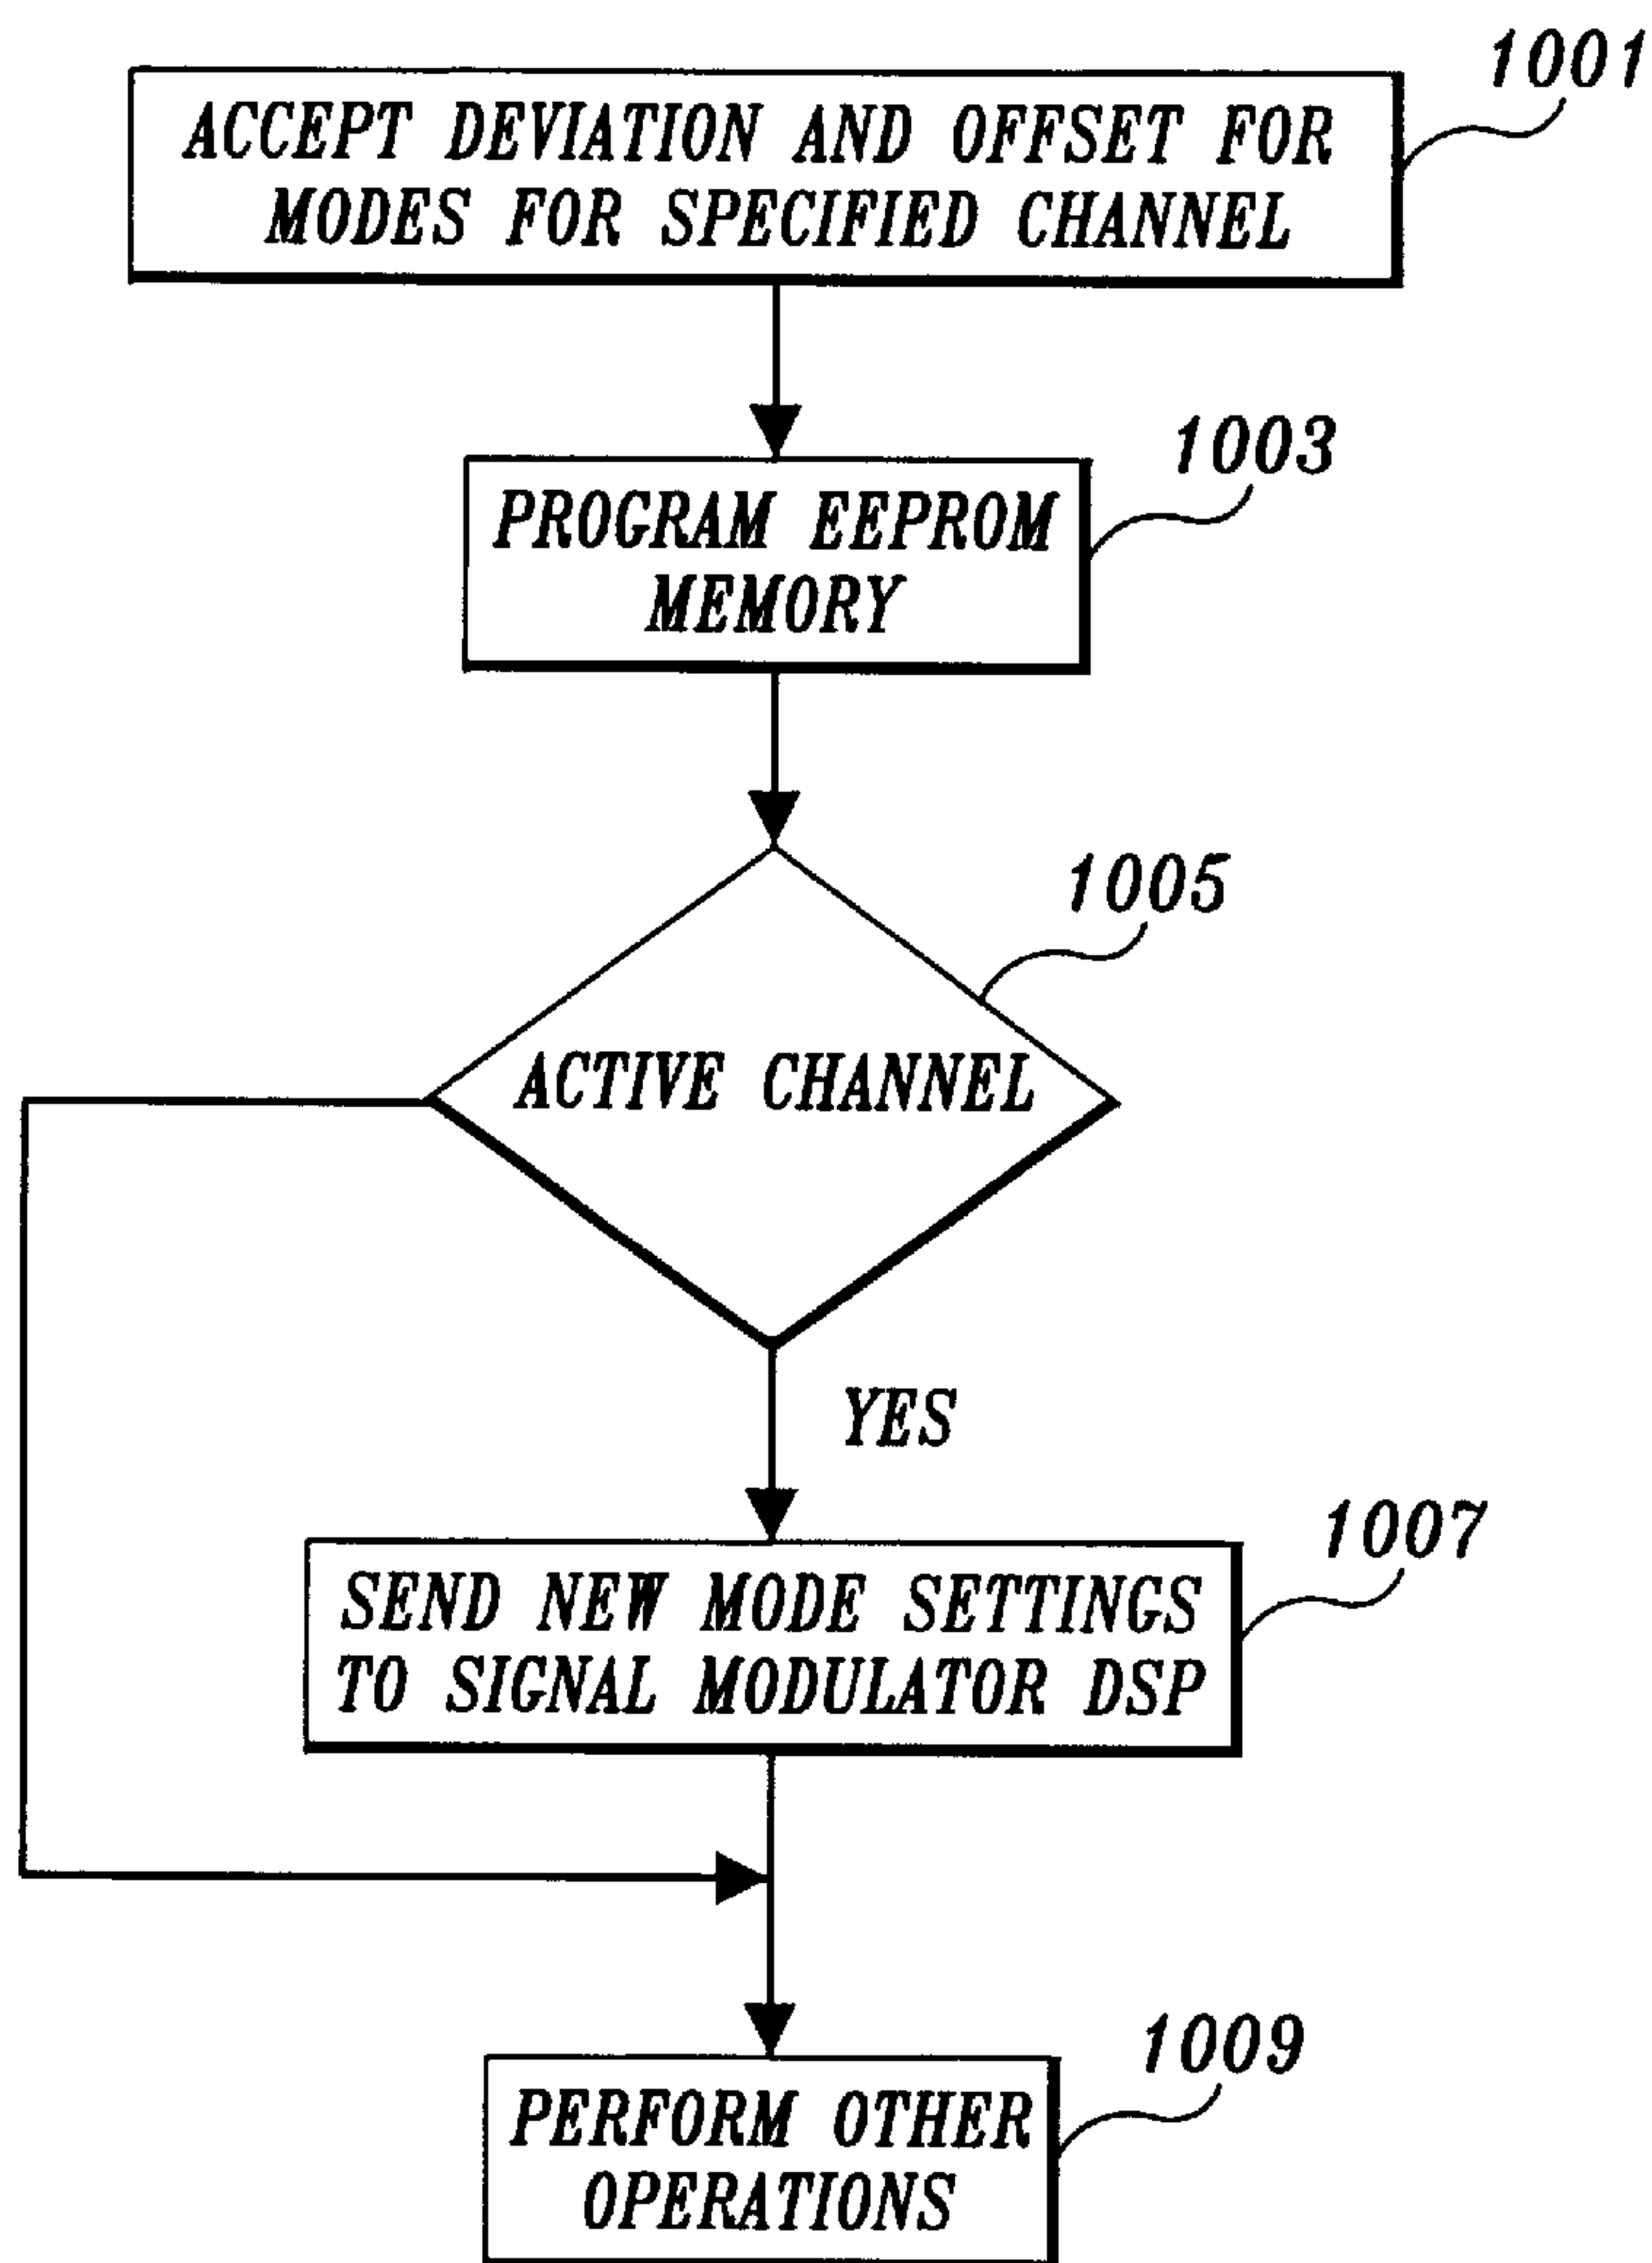 1001
ACCEPT DEVIATION AND OFFSET FOR
MODES FOR SPECIFIED CHANNEL
1003
PROGRAM EEPROM
MEMORY
1005
ACTIVE CHANNEL
YES
1007
SEND NEW MODE SETTINGS
TO SIGNAL MODULATOR DSP
1009
PERFORM OTHER
OPERATIONS